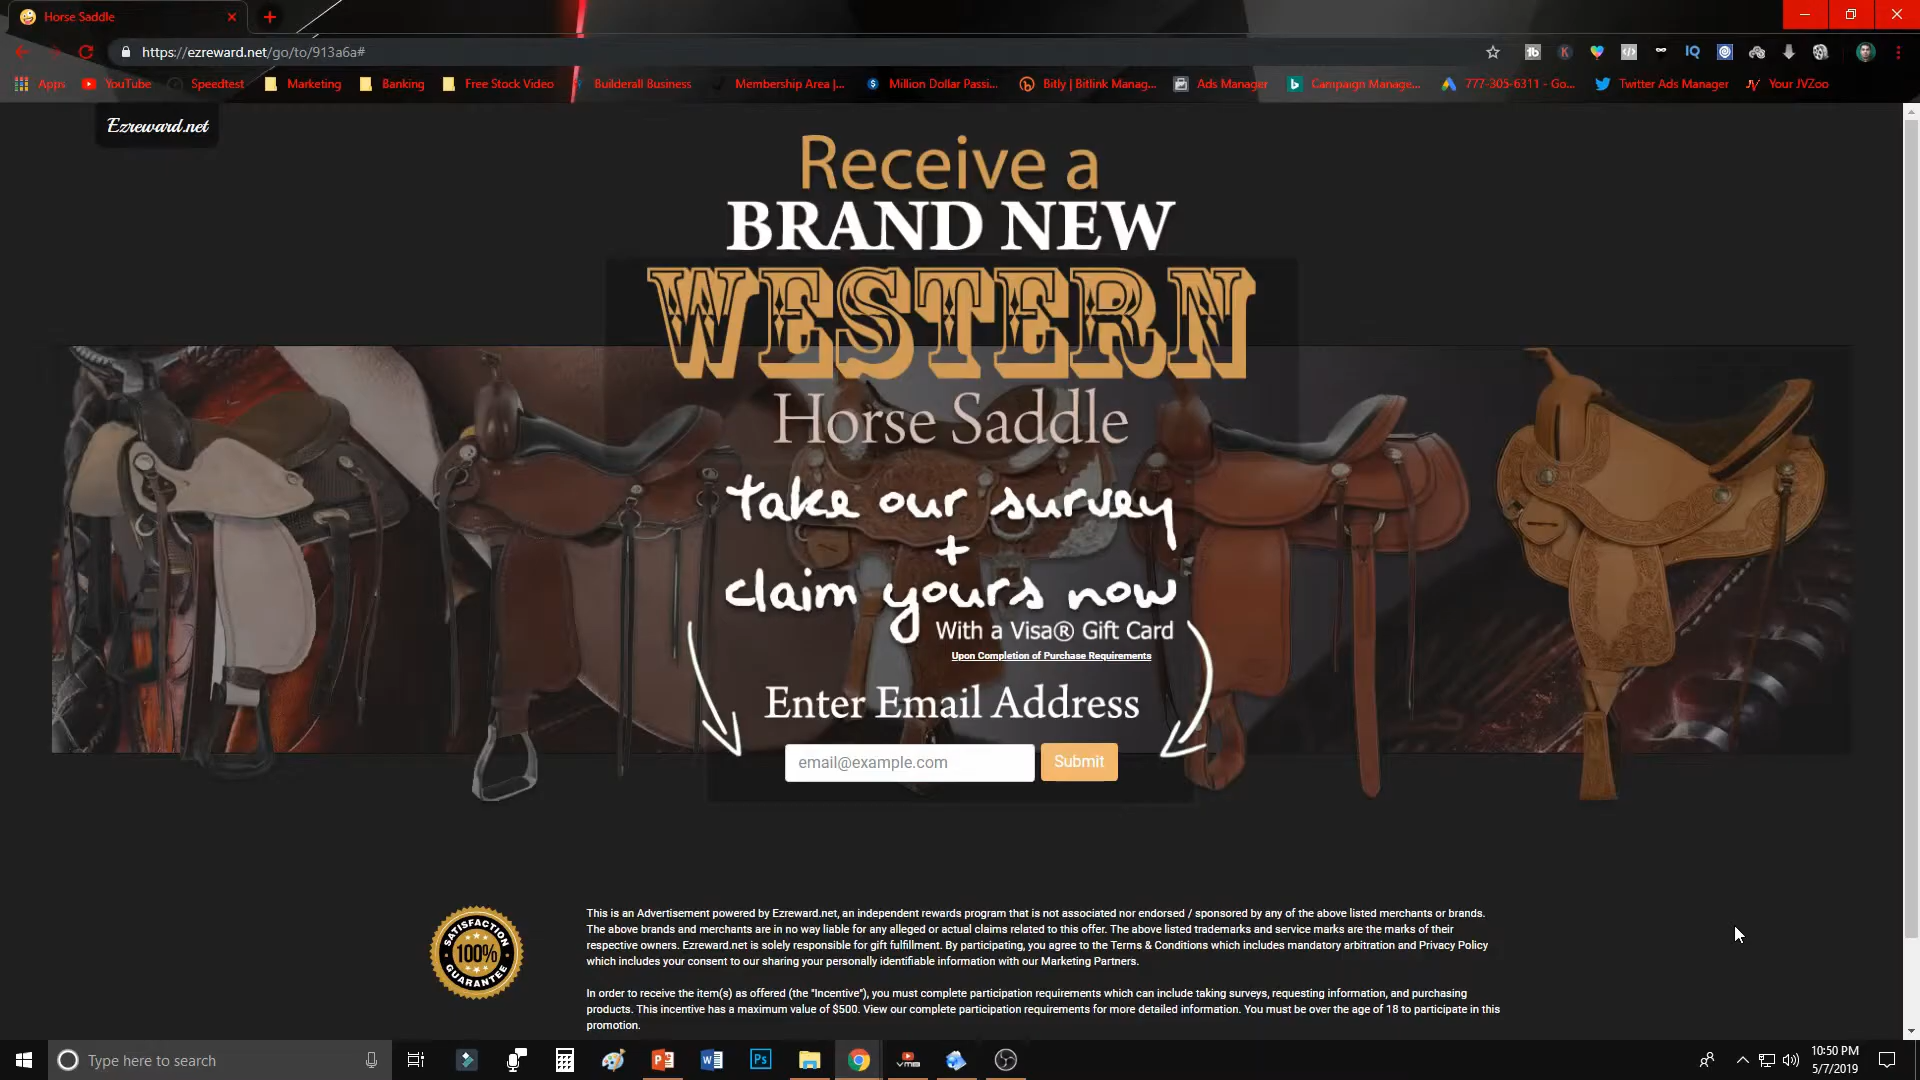 Horse Saddle
https://ezreward.net/go/to/913a6a#
Apps
YouTube
Speedtest
Marketing
Banking
Free Stock Video
Builderall Business
Membership Area |...
Million Dollar Passi...
Bitly | Bitlink Manag...
Ads Manager
Campaign Manage...
777-305-6311 - Go...
Twitter Ads Manager
Your JVZoo
Ezreward.net
Receive a
BRAND NEW
WESTERN
Horse Saddle
take our survey
+
claim yours now
With a Visa® Gift Card
Upon Completion of Purchase Requirements
Enter Email Address
email@example.com
Submit
SATISFACTION
100%
GUARANTEE
This is an Advertisement powered by Ezreward.net, an independent rewards program that is not associated nor endorsed / sponsored by any of the above listed merchants or brands.
The above brands and merchants are in no way liable for any alleged or actual claims related to this offer. The above listed trademarks and service marks are the marks of their
respective owners. Ezreward.net is solely responsible for gift fulfillment. By participating, you agree to the Terms & Conditions which includes mandatory arbitration and Privacy Policy
which includes your consent to our sharing your personally identifiable information with our Marketing Partners.
In order to receive the item(s) as offered (the "Incentive"), you must complete participation requirements which can include taking surveys, requesting information, and purchasing
products. This incentive has a maximum value of $500. View our complete participation requirements for more detailed information. You must be over the age of 18 to participate in this
promotion.
Type here to search
10:50 PM
5/7/2019